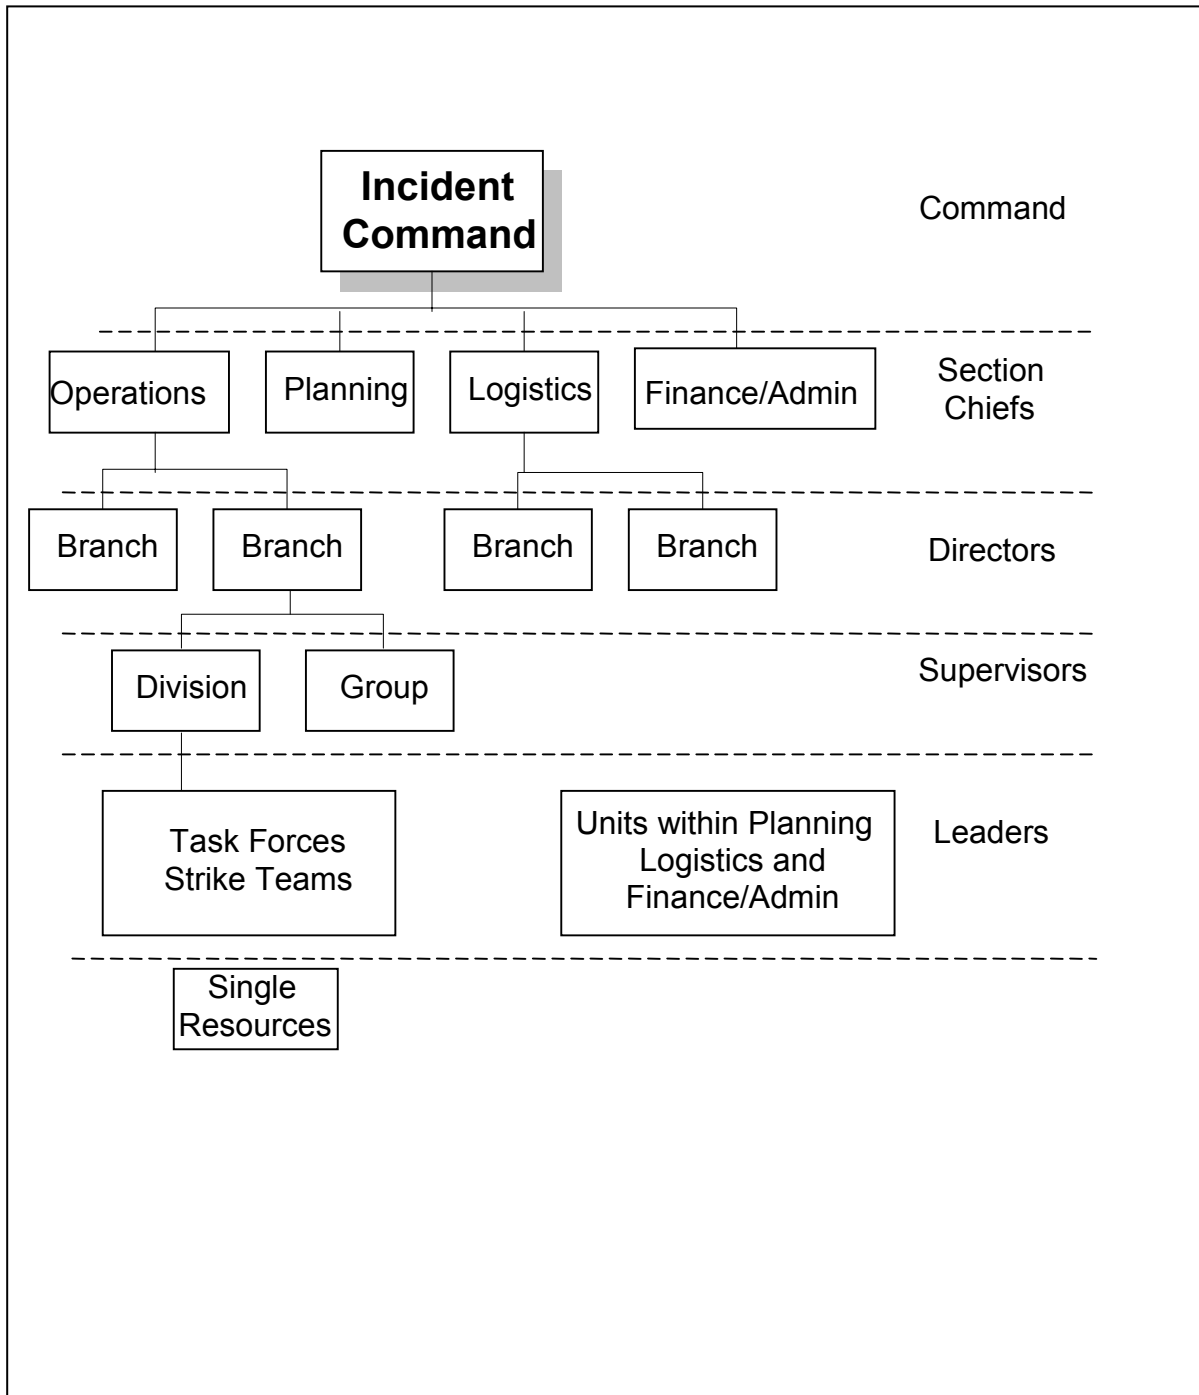 Incident
Command
Command
Operations
Planning
Logistics
Finance/Admin
Section
Chiefs
Branch
Branch
Branch
Branch
Directors
Division
Group
Supervisors
Task Forces
Strike Teams
Units within Planning
Logistics and
Finance/Admin
Leaders
Single
Resources